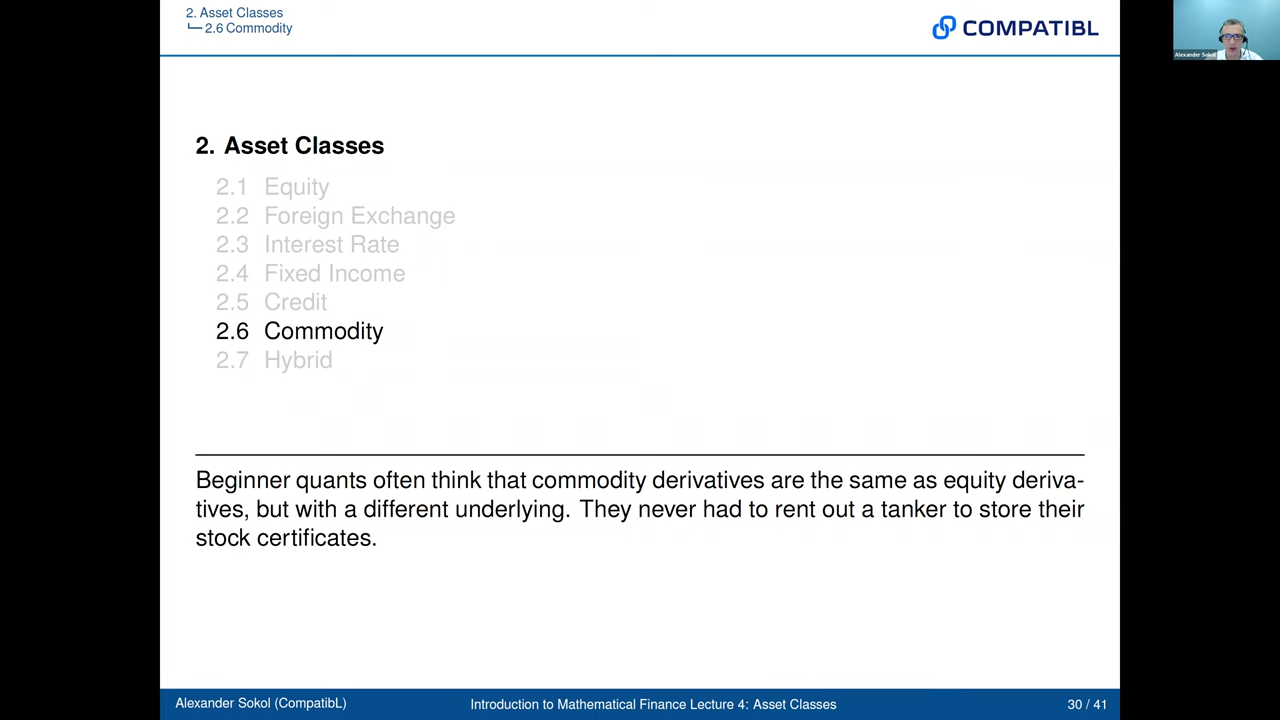 2. Asset Classes
2.6 Commodity
COMPATIBL
Alexander Sokol
2. Asset Classes
2.1 Equity
2.2 Foreign Exchange
2.3 Interest Rate
2.4 Fixed Income
2.5 Credit
2.6 Commodity
2.7 Hybrid
Beginner quants often think that commodity derivatives are the same as equity deriva-
tives, but with a different underlying. They never had to rent out a tanker to store their
stock certificates.
Alexander Sokol (CompatibL)
Introduction to Mathematical Finance Lecture 4: Asset Classes
30 / 41